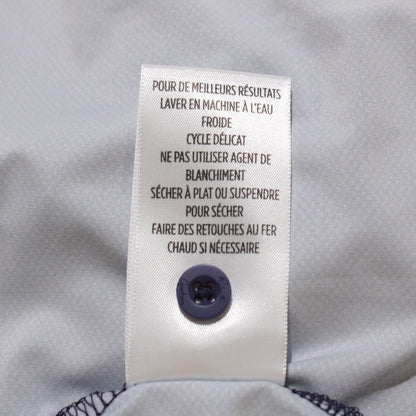 POUR DE MEILLEURS RÉSULTATS
LAVER EN MACHINE À L'EAU
FROIDE
CYCLE DÉLICAT
NE PAS UTILISER AGENT DE
BLANCHIMENT
SÉCHER À PLAT OU SUSPENDRE
POUR SÉCHER
FAIRE DES RETOUCHES AU FER
CHAUD SI NÉCESSAIRE